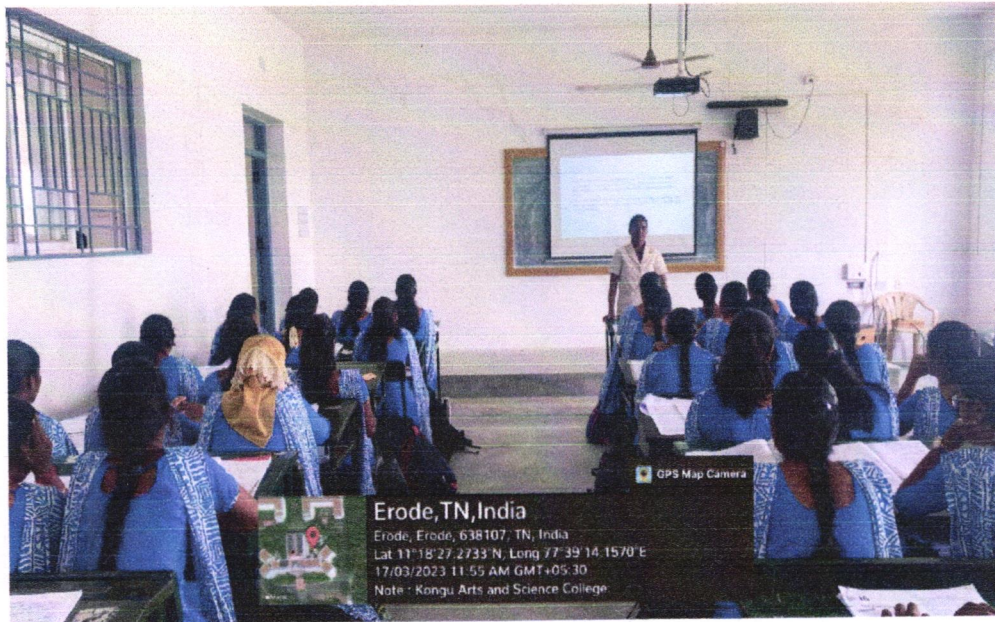 GPS Map Camera
Erode,TN,India
Erode, Erode, 638107, TN, India
Lat 11°18'27.2733"N, Long 77°39'14.1570"E
17/03/2023 11:55 AM GMT+05:30
Note : Kongu Arts and Science College